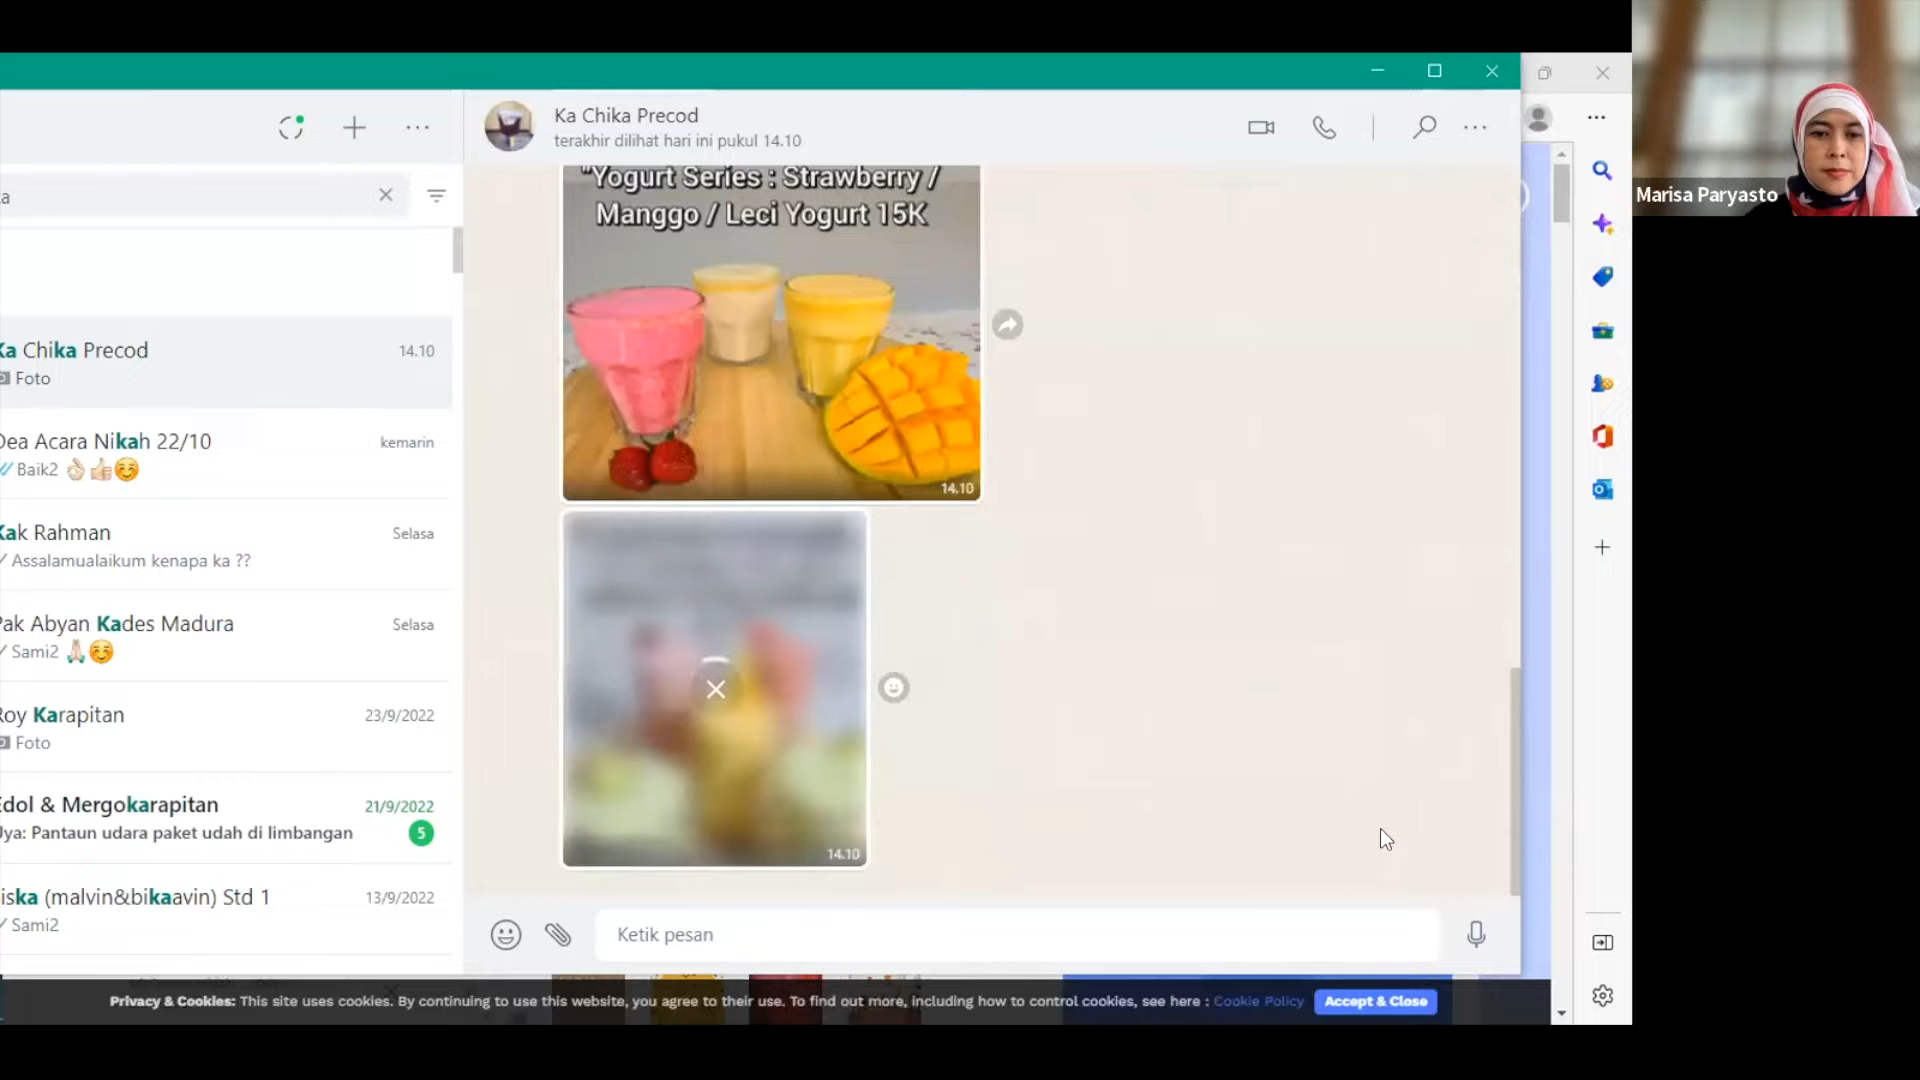 Ka Chika Precod
terakhir dilihat hari ini pukul 14.10
a
Ka Chika Precod
14.10
Foto
Dea Acara Nikah 22/10
kemarin
Baik2 👌🏻👍🏻☺️
Kak Rahman
Selasa
Assalamualaikum kenapa ka ??
Pak Abyan Kades Madura
Selasa
Sami2 🙏🏻☺️
Roy Karapitan
23/9/2022
Foto
Edol & Mergokarapitan
21/9/2022
Uya: Pantaun udara paket udah di limbangan
5
iska (malvin&bikaavin) Std 1
13/9/2022
Sami2
"Yogurt Series : Strawberry /
Manggo / Leci Yogurt 15K
14.10
14.10
Ketik pesan
Privacy & Cookies: This site uses cookies. By continuing to use this website, you agree to their use. To find out more, including how to control cookies, see here : Cookie Policy
Accept & Close
Marisa Paryasto